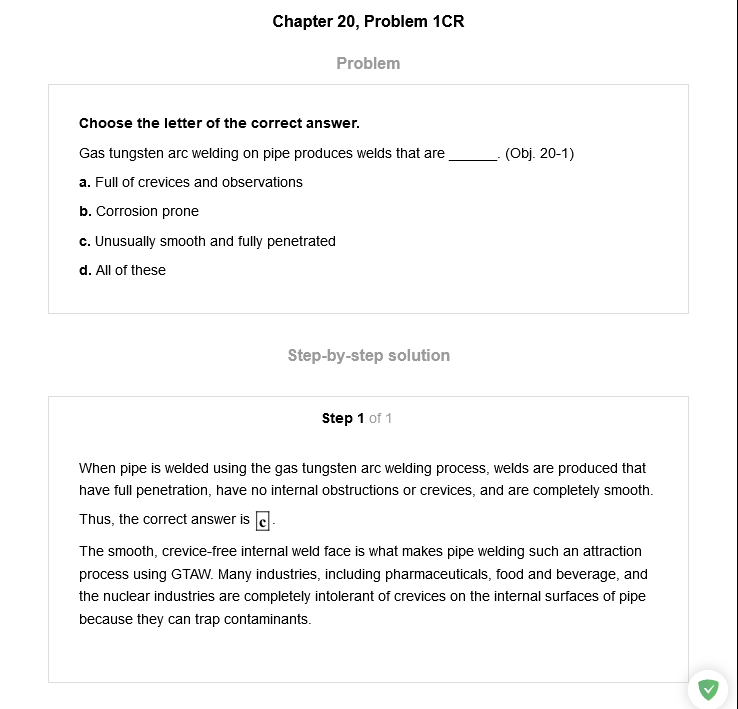 Chapter 20, Problem 1CR
Problem
Choose the letter of the correct answer.
Gas tungsten arc welding on pipe produces welds that are ______. (Obj. 20-1)
a. Full of crevices and observations
b. Corrosion prone
c. Unusually smooth and fully penetrated
d. All of these
Step-by-step solution
Step 1 of 1
When pipe is welded using the gas tungsten arc welding process, welds are produced that
have full penetration, have no internal obstructions or crevices, and are completely smooth.
Thus, the correct answer is c.
The smooth, crevice-free internal weld face is what makes pipe welding such an attraction
process using GTAW. Many industries, including pharmaceuticals, food and beverage, and
the nuclear industries are completely intolerant of crevices on the internal surfaces of pipe
because they can trap contaminants.